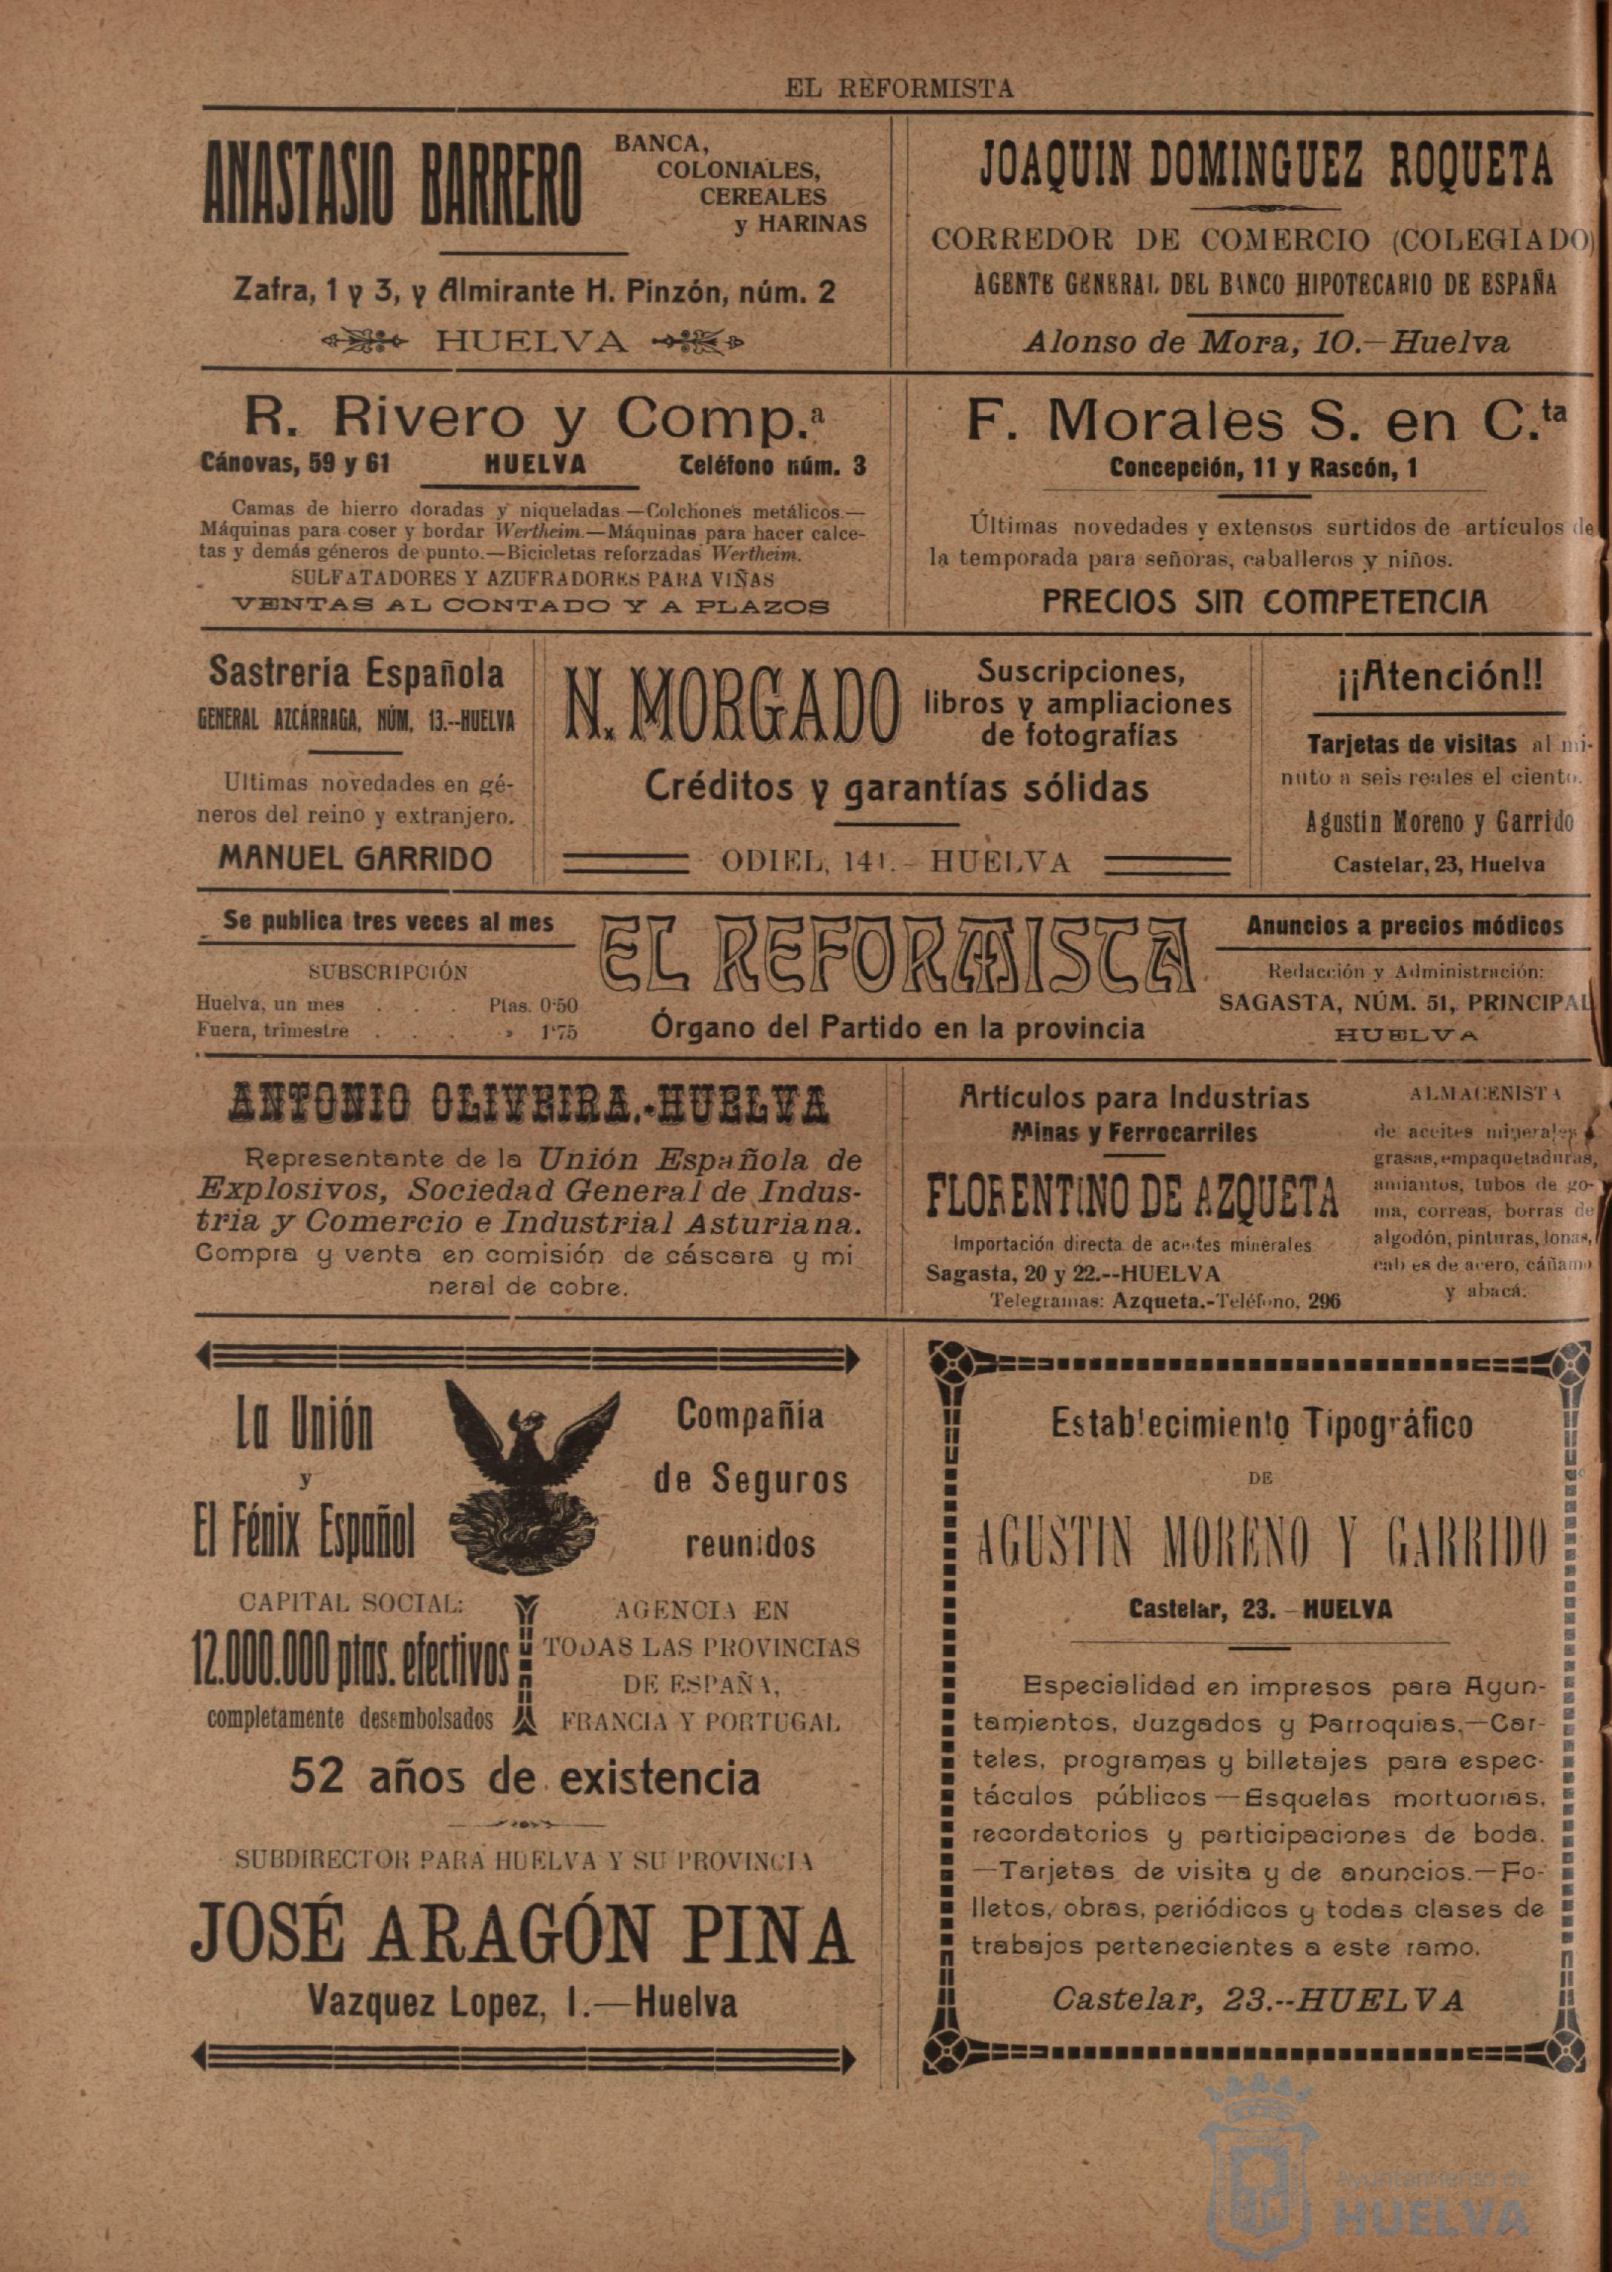 EL REFORMISTA
ANASTASIO BARRERO
BANCA,
COLONIALES,
CEREALES
y HARINAS
Zafra, 1 y 3, y Almirante H. Pinzón, núm. 2
HUELVA
JOAQUIN DOMINGUEZ ROQUETA
CORREDOR DE COMERCIO (COLEGIADO)
AGENTE GENERAL DEL BANCO HIPOTECARIO DE ESPAÑA
Alonso de Mora, 10.—Huelva
R. Rivero y Comp.ª
Cánovas, 59 y 61 HUELVA Teléfono núm. 3
Camas de hierro doradas y niqueladas.—Colchones metálicos.—
Máquinas para coser y bordar Wertheim.—Máquinas para hacer calce-
tas y demás géneros de punto.—Bicicletas reforzadas Wertheim.
SULFATADORES Y AZUFRADORES PARA VIÑAS
VENTAS AL CONTADO Y A PLAZOS
F. Morales S. en C.ta
Concepción, 11 y Rascón, 1
Últimas novedades y extensos surtidos de artículos de
la temporada para señoras, caballeros y niños.
PRECIOS SIN COMPETENCIA
Sastrería Española
GENERAL AZCÁRRAGA, NÚM, 13.--HUELVA
Ultimas novedades en gé-
neros del reino y extranjero.
MANUEL GARRIDO
N. MORGADO
Suscripciones,
libros y ampliaciones
de fotografías
Créditos y garantías sólidas
ODIEL, 141.- HUELVA
¡¡Atención!!
Tarjetas de visitas al mi-
nuto a seis reales el ciento.
Agustin Moreno y Garrido
Castelar, 23, Huelva
Se publica tres veces al mes
SUBSCRIPCIÓN
Huelva, un mes . . . Ptas. 0'50
Fuera, trimestre . . . . » 1'75
EL REFORMISTA
Órgano del Partido en la provincia
Anuncios a precios módicos
Redacción y Administración:
SAGASTA, NÚM. 51, PRINCIPAL
HUELVA
ANTONIO OLIVEIRA.-HUELVA
Representante de la Unión Española de
Explosivos, Sociedad General de Indus-
tria y Comercio e Industrial Asturiana.
Compra y venta en comisión de cáscara y mi
neral de cobre.
Artículos para Industrias
Minas y Ferrocarriles
FLORENTINO DE AZQUETA
Importación directa de aceites minerales
Sagasta, 20 y 22.--HUELVA
Telegramas: Azqueta.-Teléfono, 296
ALMACENISTA
de aceites minerales
grasas, empaquetaduras,
amiantos, tubos de go-
ma, correas, borras de
algodón, pinturas, lonas,
cab es de acero, cáñamo
y abacá.
La Unión
y
El Fénix Español
Compañía
de Seguros
reunidos
CAPITAL SOCIAL:
12.000.000 ptas. efectivos
completamente desembolsados
AGENCIA EN
TODAS LAS PROVINCIAS
DE ESPAÑA,
FRANCIA Y PORTUGAL
52 años de existencia
SUBDIRECTOR PARA HUELVA Y SU PROVINCIA
JOSÉ ARAGÓN PINA
Vazquez Lopez, 1.—Huelva
Establecimiento Tipográfico
DE
AGUSTIN MORENO Y GARRIDO
Castelar, 23. —HUELVA
Especialidad en impresos para Ayun-
tamientos, Juzgados y Parroquias.—Car-
teles, programas y billetajes para espec-
táculos públicos—Esquelas mortuorias,
recordatorios y participaciones de boda.
—Tarjetas de visita y de anuncios.—Fo-
lletos, obras, periódicos y todas clases de
trabajos pertenecientes a este ramo.
Castelar, 23.--HUELVA
Ayuntamiento de
HUELVA